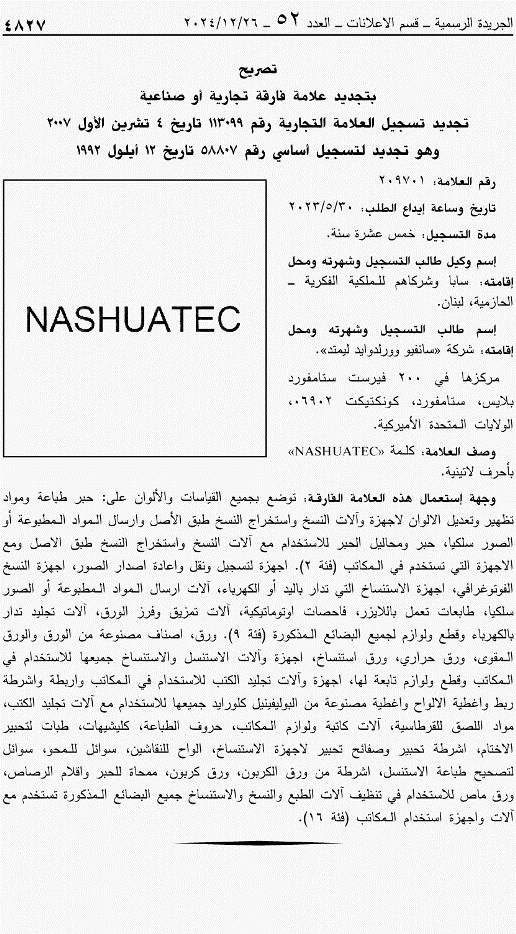 الجريدة الرسمية ــ قسم الاعلانات ــ العدد ٥٢ ــ ٢٠٢٤/١٢/٢٦
٤٨٢٧
تصريح
بتجديد علامة فارقة تجارية أو صناعية
تجديد تسجيل العلامة التجارية رقم ١١٣٠٩٩ تاريخ ٤ تشرين الأول ٢٠٠٧
وهو تجديد لتسجيل أساسي رقم ٥٨٨٠٧ تاريخ ١٢ أيلول ١٩٩٢
رقم العلامة: ٢٠٩٧٠١
تاريخ وساعة إيداع الطلب: ٢٠٢٣/٥/٣٠
مدة التسجيل: خمس عشرة سنة.
إسم وكيل طالب التسجيل وشهرته ومحل
إقامته: سابا وشركاهم للملكية الفكرية ــ
الحازمية، لبنان.
إسم طالب التسجيل وشهرته ومحل
إقامته: شركة «سانفيو وورلدوايد ليمتد».
مركزها في ٢٠٠ فيرست ستامفورد
بلايس، ستامفورد، كونكتيكت ٠٦٩٠٢،
الولايات المتحدة الأميركية.
وصف العلامة: كلمة «NASHUATEC»
بأحرف لاتينية.
NASHUATEC
وجهة إستعمال هذه العلامة الفارقة: توضع بجميع القياسات والألوان على: حبر طباعة ومواد
تظهير وتعديل الالوان لاجهزة وآلات النسخ واستخراج النسخ طبق الأصل وارسال المواد المطبوعة أو
الصور سلكيا، حبر ومحاليل الحبر للاستخدام مع آلات النسخ واستخراج النسخ طبق الاصل ومع
الاجهزة التي تستخدم في المكاتب (فئة ٢). اجهزة لتسجيل ونقل واعادة اصدار الصور، اجهزة النسخ
الفوتوغرافي، اجهزة الاستنساخ التي تدار باليد أو الكهرباء، آلات ارسال المواد المطبوعة أو الصور
سلكيا، طابعات تعمل باللايزر، فاحصات اوتوماتيكية، آلات تمزيق وفرز الورق، آلات تجليد تدار
بالكهرباء وقطع ولوازم لجميع البضائع المذكورة (فئة ٩). ورق، اصناف مصنوعة من الورق والورق
المقوى، ورق حراري، ورق استنساخ، اجهزة وآلات الاستنسل والاستنساخ جميعها للاستخدام في
المكاتب وقطع ولوازم تابعة لها، اجهزة وآلات تجليد الكتب للاستخدام في المكاتب واربطة واشرطة
ربط واغطية الالواح واغطية مصنوعة من البوليفينيل كلورايد جميعها للاستخدام مع آلات تجليد الكتب،
مواد اللصق للقرطاسية، آلات كاتبة ولوازم المكاتب، حروف الطباعة، كليشيهات، طبات لتحبير
الاختام، اشرطة تحبير وصفائح تحبير لاجهزة الاستنساخ، الواح للنقاشين، سوائل للمحو، سوائل
لتصحيح طباعة الاستنسل، اشرطة من ورق الكربون، ورق كربون، ممحاة للحبر واقلام الرصاص،
ورق ماص للاستخدام في تنظيف آلات الطبع والنسخ والاستنساخ جميع البضائع المذكورة تستخدم مع
آلات واجهزة استخدام المكاتب (فئة ١٦).